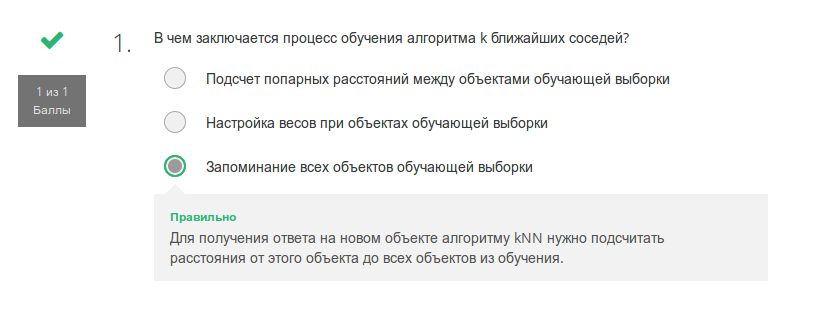 1.
В чем заключается процесс обучения алгоритма k ближайших соседей?
1 из 1
Баллы
Подсчет попарных расстояний между объектами обучающей выборки
Настройка весов при объектах обучающей выборки
Запоминание всех объектов обучающей выборки
Правильно
Для получения ответа на новом объекте алгоритму kNN нужно подсчитать
расстояния от этого объекта до всех объектов из обучения.